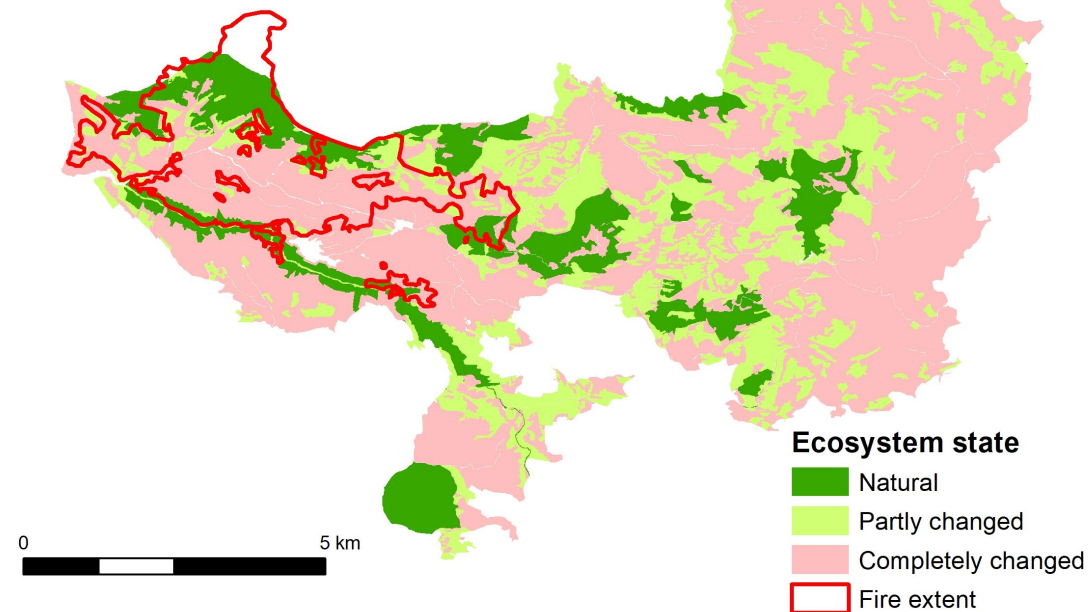 Ecosystem state
Natural
Partly changed
Completely changed
Fire extent
0 5 km